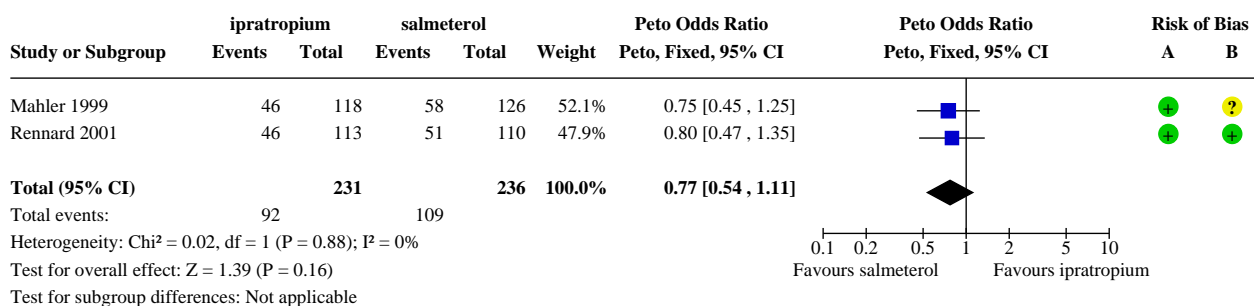 ipratropium salmeterol Peto Odds Ratio Peto Odds Ratio Risk of Bias
Study or Subgroup Events Total Events Total Weight Peto, Fixed, 95% CI Peto, Fixed, 95% CI A B
Mahler 1999 46 118 58 126 52.1% 0.75 [0.45 , 1.25] + ?
Rennard 2001 46 113 51 110 47.9% 0.80 [0.47 , 1.35] + +
Total (95% CI) 231 236 100.0% 0.77 [0.54 , 1.11]
Total events: 92 109
Heterogeneity: Chi² = 0.02, df = 1 (P = 0.88); I² = 0%
0.1 0.2 0.5 1 2 5 10
Test for overall effect: Z = 1.39 (P = 0.16) Favours salmeterol Favours ipratropium
Test for subgroup differences: Not applicable